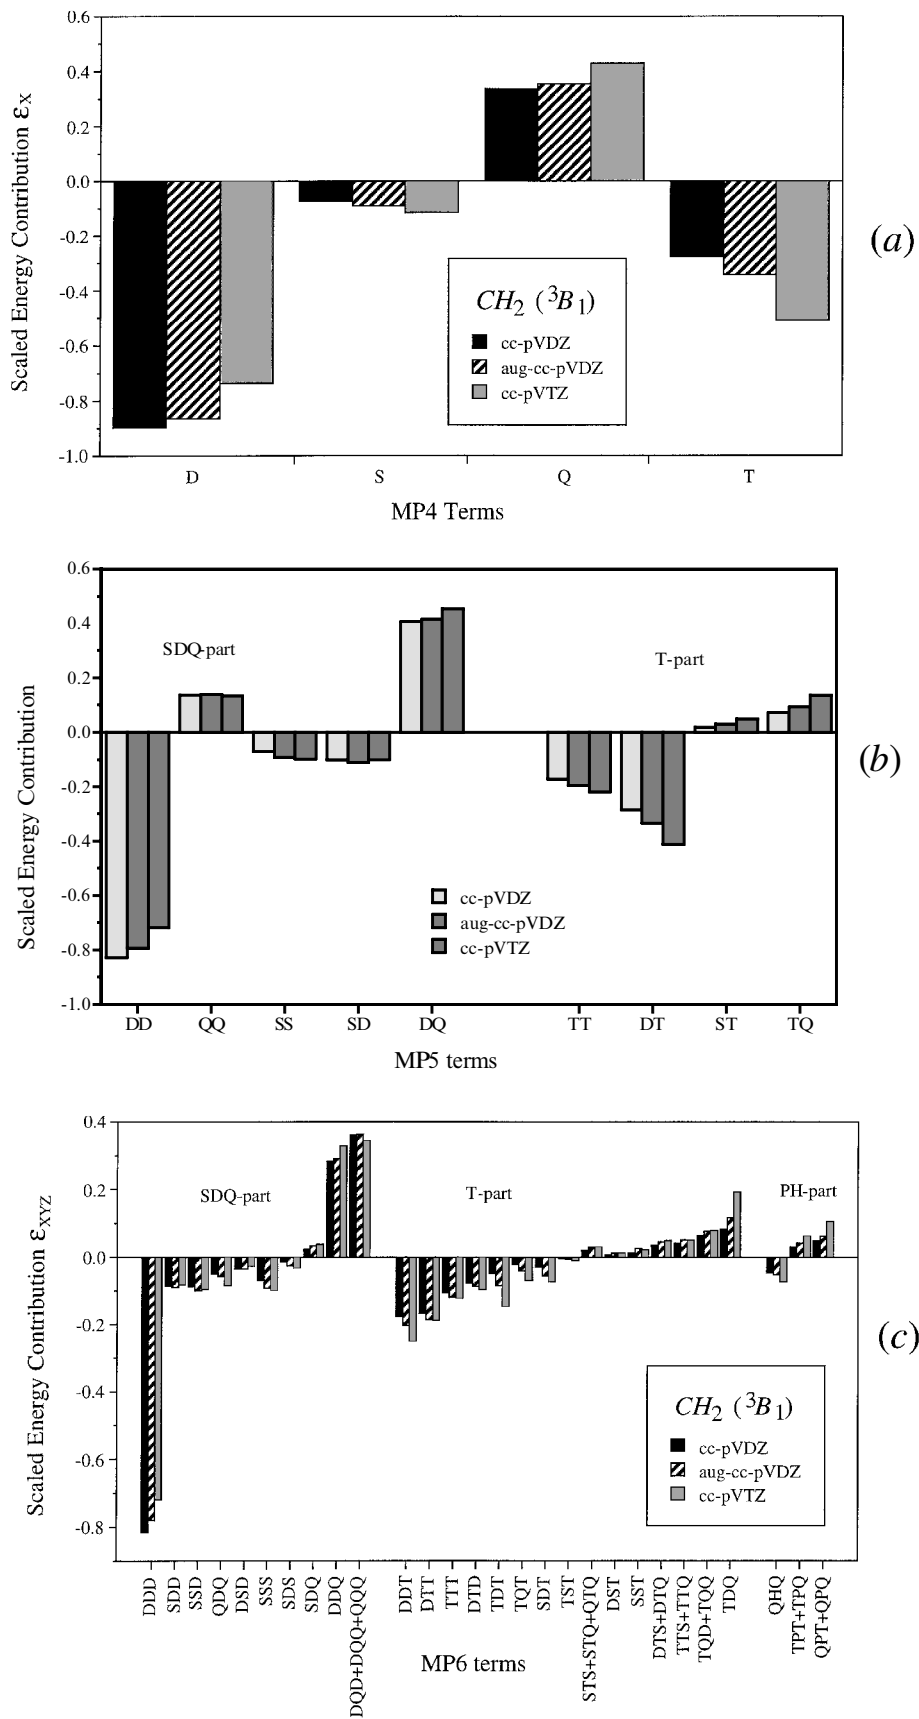 0.6
0.4
0.2
0.0
-0.2
-0.4
-0.6
-0.8
-1.0
Scaled Energy Contribution εX
CH2 (3B1)
cc-pVDZ
aug-cc-pVDZ
cc-pVTZ
D S Q T
MP4 Terms
(a)
0.6
0.4
0.2
0.0
-0.2
-0.4
-0.6
-0.8
-1.0
Scaled Energy Contribution
SDQ-part
T-part
cc-pVDZ
aug-cc-pVDZ
cc-pVTZ
DD QQ SS SD DQ TT DT ST TQ
MP5 terms
(b)
0.4
0.2
0.0
-0.2
-0.4
-0.6
-0.8
Scaled Energy Contribution εXYZ
SDQ-part
T-part
PH-part
CH2 (3B1)
cc-pVDZ
aug-cc-pVDZ
cc-pVTZ
DDD
SDD
SSD
QDQ
DSD
SSS
SDS
SDQ
DDQ
DQD+DQQ+QQQ
DDT
DTT
TTT
DTD
TDT
TQT
SDT
TST
STS+STQ+QTQ
DST
SST
DTS+DTQ
TTS+TTQ
TQD+TQQ
TDQ
QHQ
TPT+TPQ
QPT+QPQ
MP6 terms
(c)